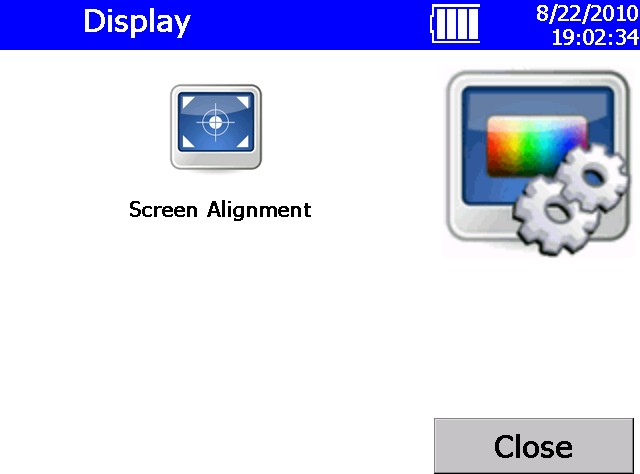 Display
8/22/2010
19:02:34
Screen Alignment
Close